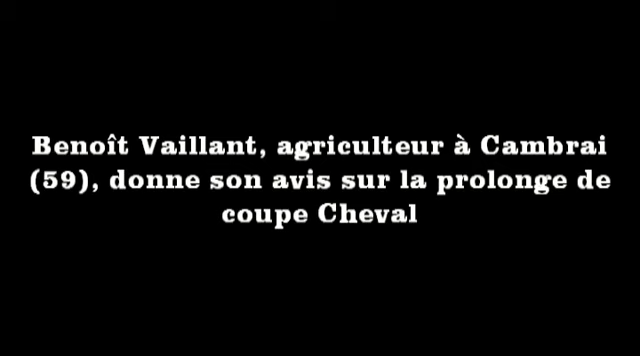 Benoît Vaillant, agriculteur à Cambrai
(59), donne son avis sur la prolonge de
coupe Cheval